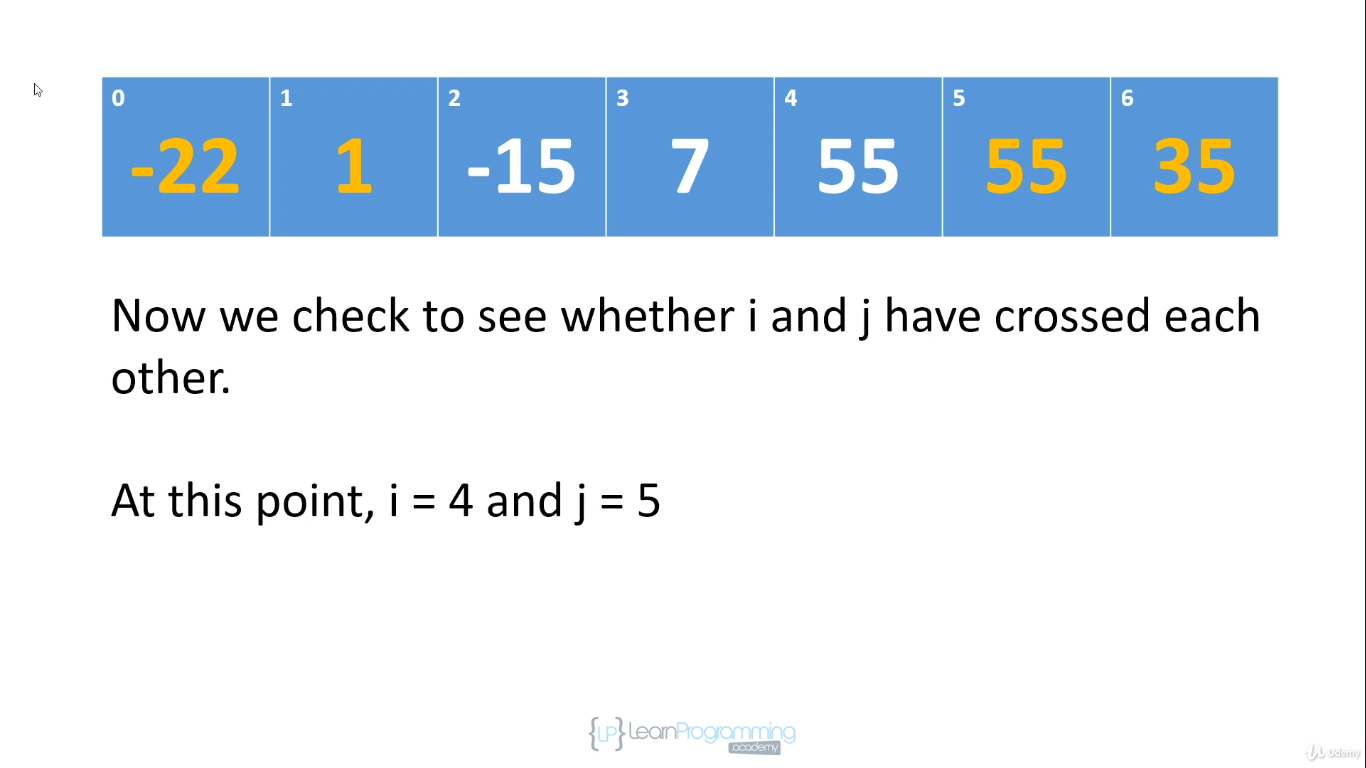 0 1 2 3 4 5 6
-22 1 -15 7 55 55 35
Now we check to see whether i and j have crossed each
other.
At this point, i = 4 and j = 5
{LP} LearnProgramming
academy
Udemy